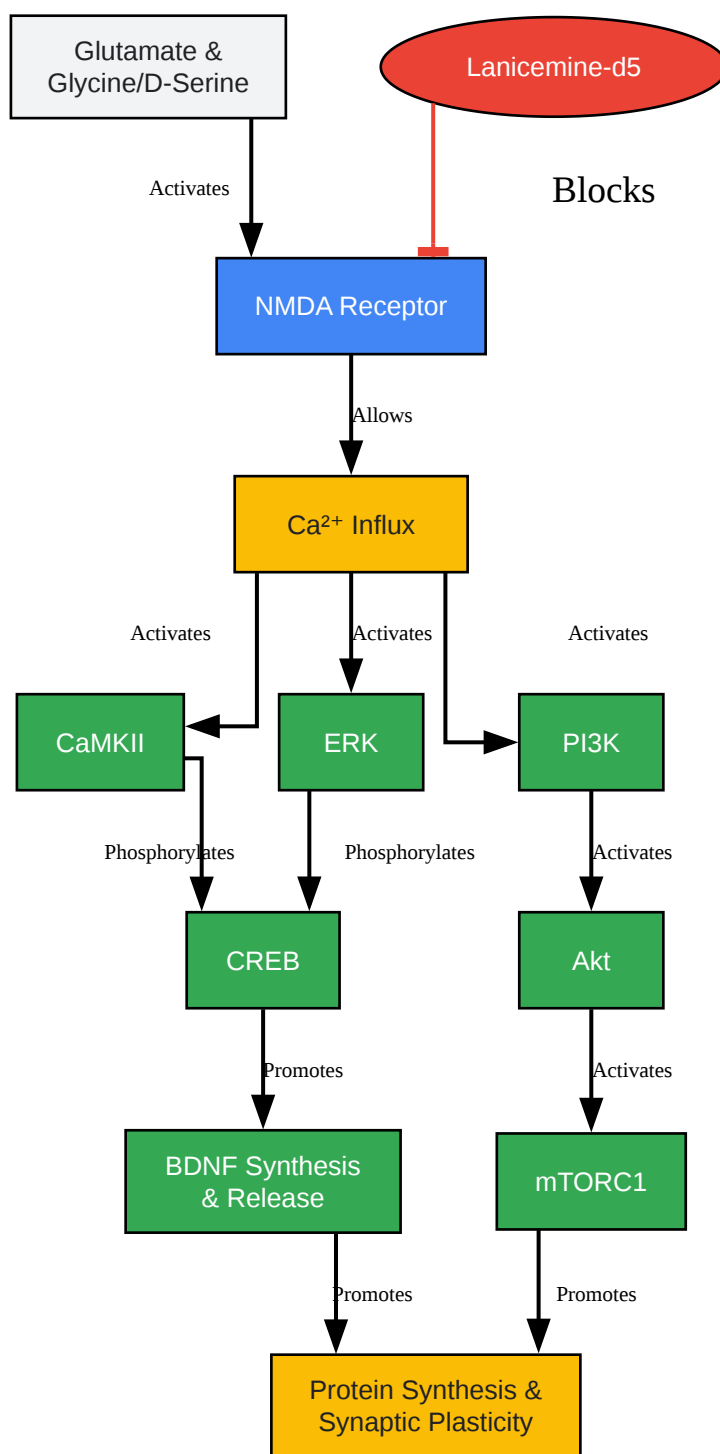 Glutamate &
Glycine/D-Serine
Lanicemine-d5
Activates
Blocks
NMDA Receptor
Allows
Ca²⁺ Influx
Activates
Activates
Activates
CaMKII
ERK
PI3K
Phosphorylates
Phosphorylates
Activates
CREB
Akt
Promotes
Activates
BDNF Synthesis
& Release
mTORC1
Promotes
Promotes
Protein Synthesis &
Synaptic Plasticity